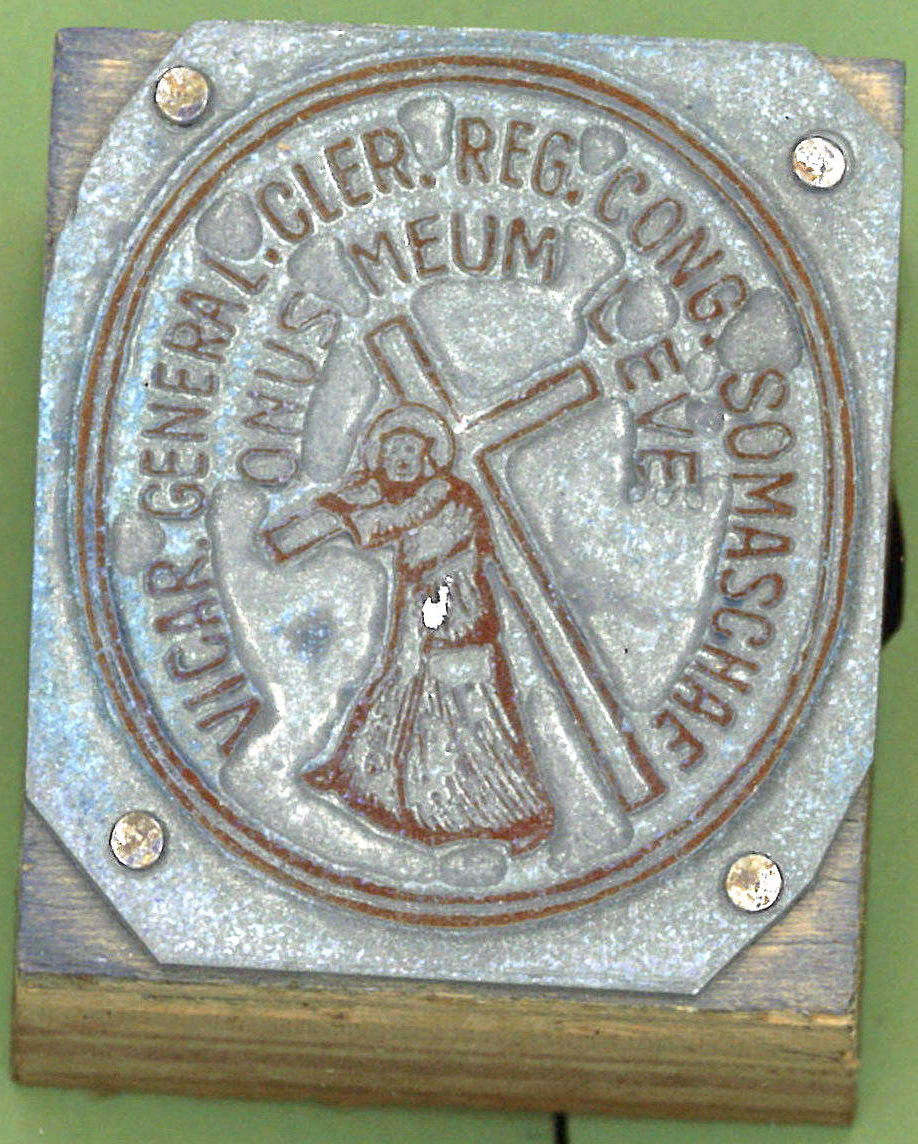 VICAR. GENERAL. CLER. REG. CONG. SOMASCHAE
ONUS MEUM LEVE